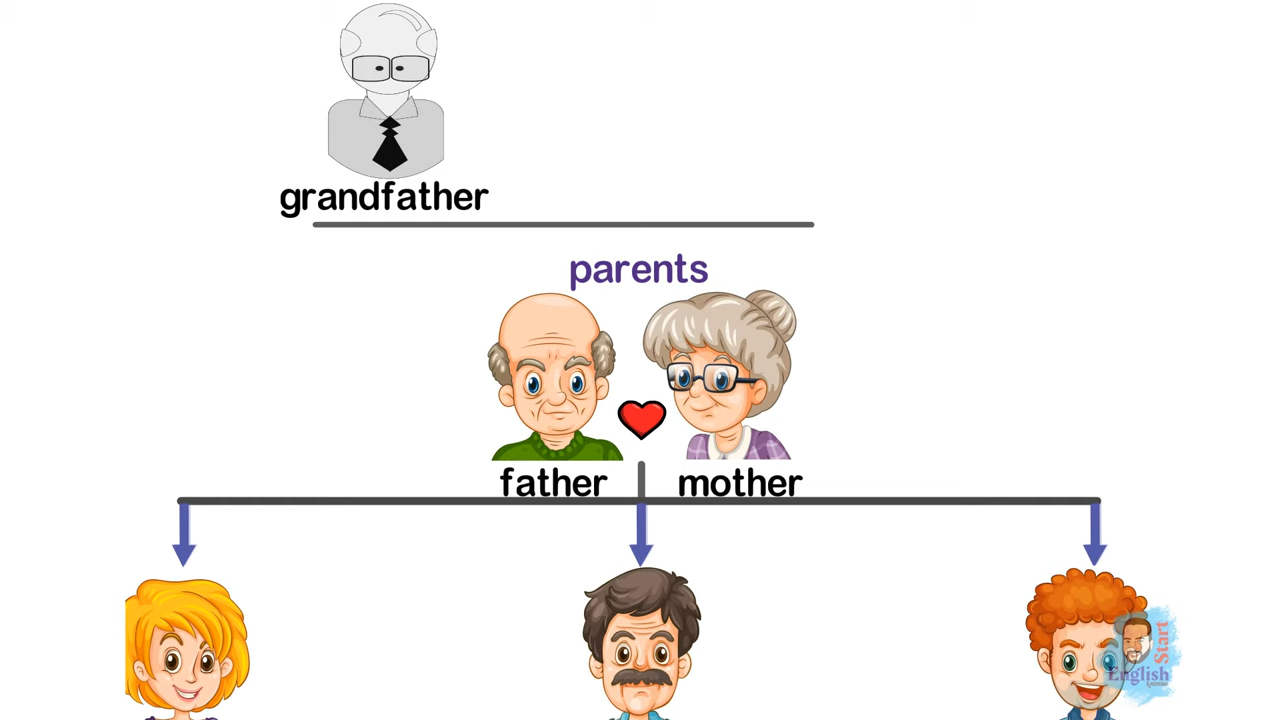 grandfather
parents
father
mother
Start
English